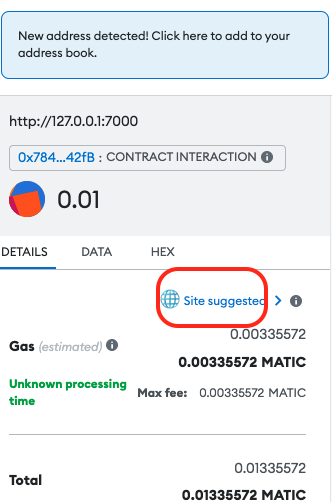 New address detected! Click here to add to your
address book.
http://127.0.0.1:7000
0x784...42fB : CONTRACT INTERACTION
0.01
DETAILS DATA HEX
Site suggested
0.00335572
Gas (estimated) 0.00335572 MATIC
Unknown processing
time
Max fee: 0.00335572 MATIC
0.01335572
Total 0.01335572 MATIC